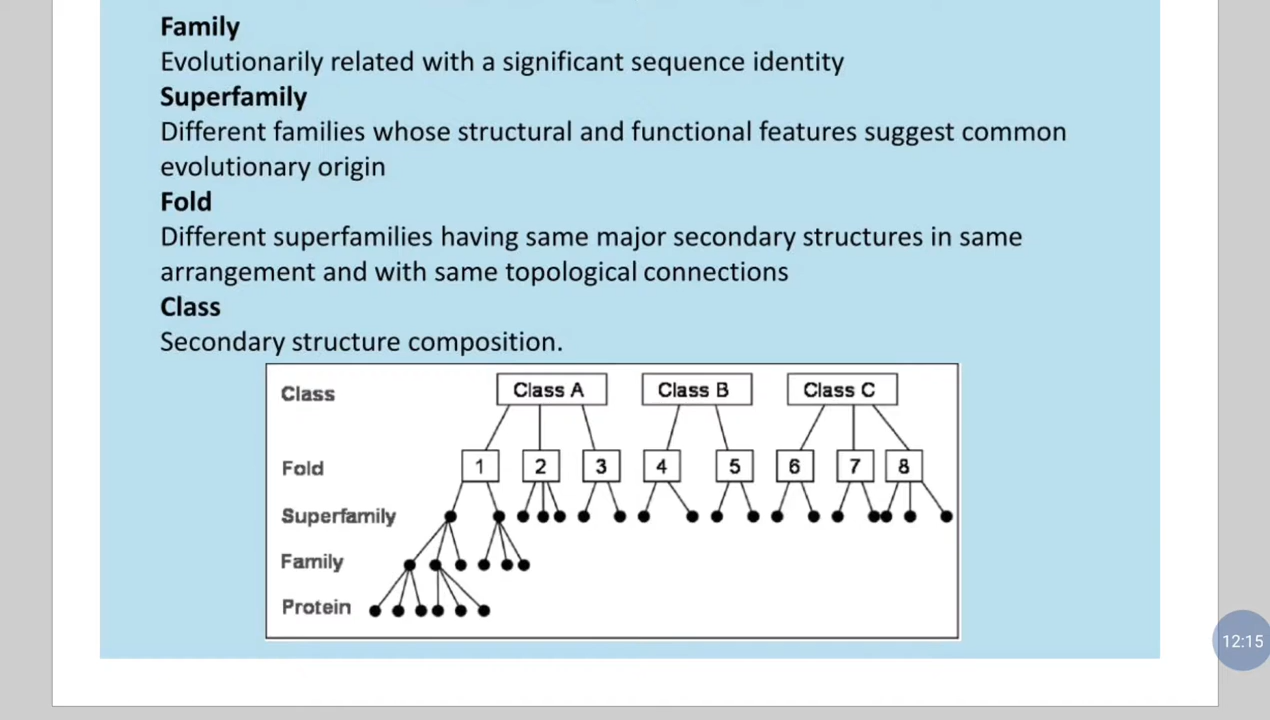 Family
Evolutionarily related with a significant sequence identity
Superfamily
Different families whose structural and functional features suggest common
evolutionary origin
Fold
Different superfamilies having same major secondary structures in same
arrangement and with same topological connections
Class
Secondary structure composition.
Class Class A Class B Class C
Fold 1 2 3 4 5 6 7 8
Superfamily
Family
Protein
12:15